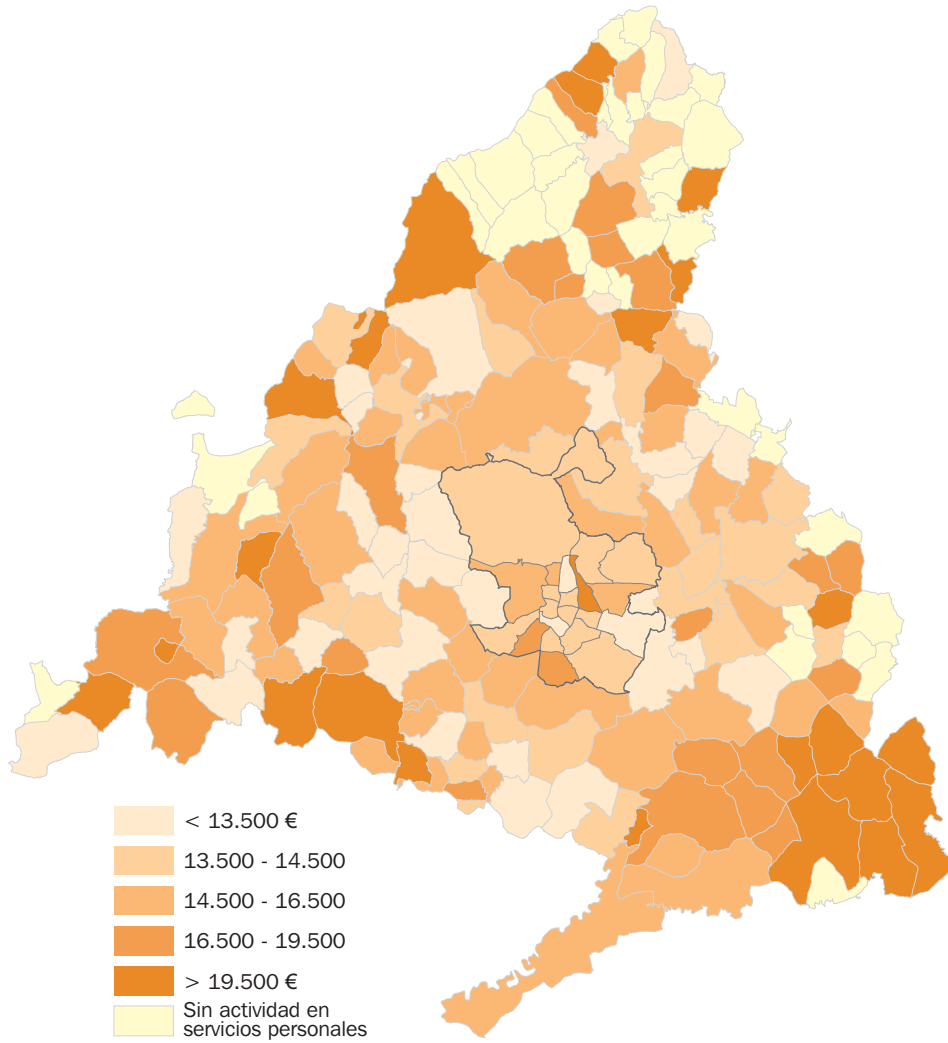 < 13.500 €
13.500 - 14.500
14.500 - 16.500
16.500 - 19.500
> 19.500 €
Sin actividad en
servicios personales